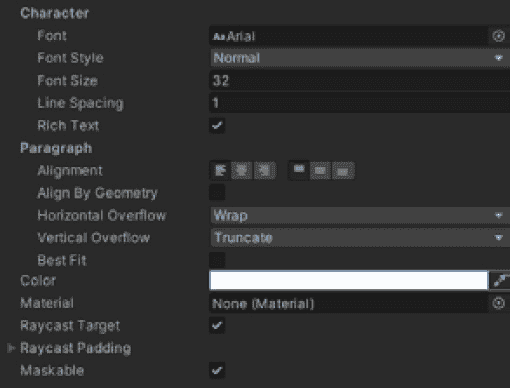 Character
Font Aa Arial
Font Style Normal
Font Size 32
Line Spacing 1
Rich Text
Paragraph
Alignment
Align By Geometry
Horizontal Overflow Wrap
Vertical Overflow Truncate
Best Fit
Color
Material None (Material)
Raycast Target
Raycast Padding
Maskable